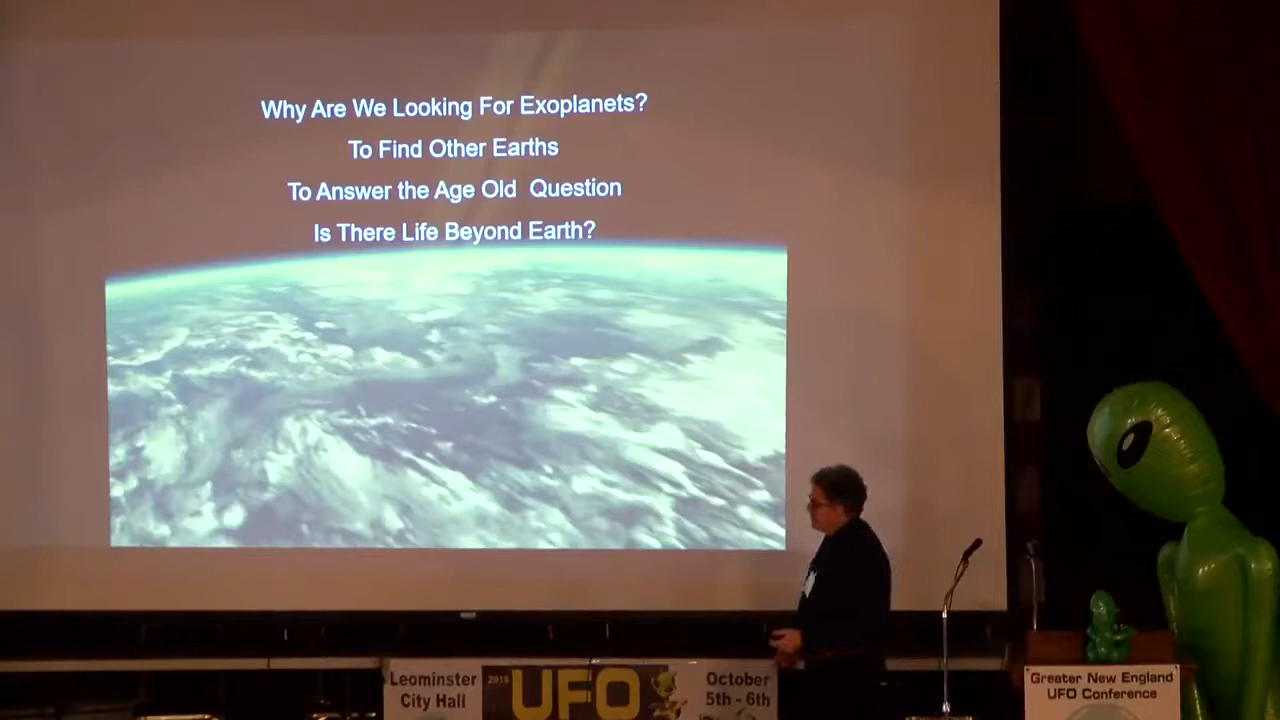 Why Are We Looking For Exoplanets?
To Find Other Earths
To Answer the Age Old Question
Is There Life Beyond Earth?
Leominster
City Hall
UFO
October
5th - 6th
Greater New England
UFO Conference